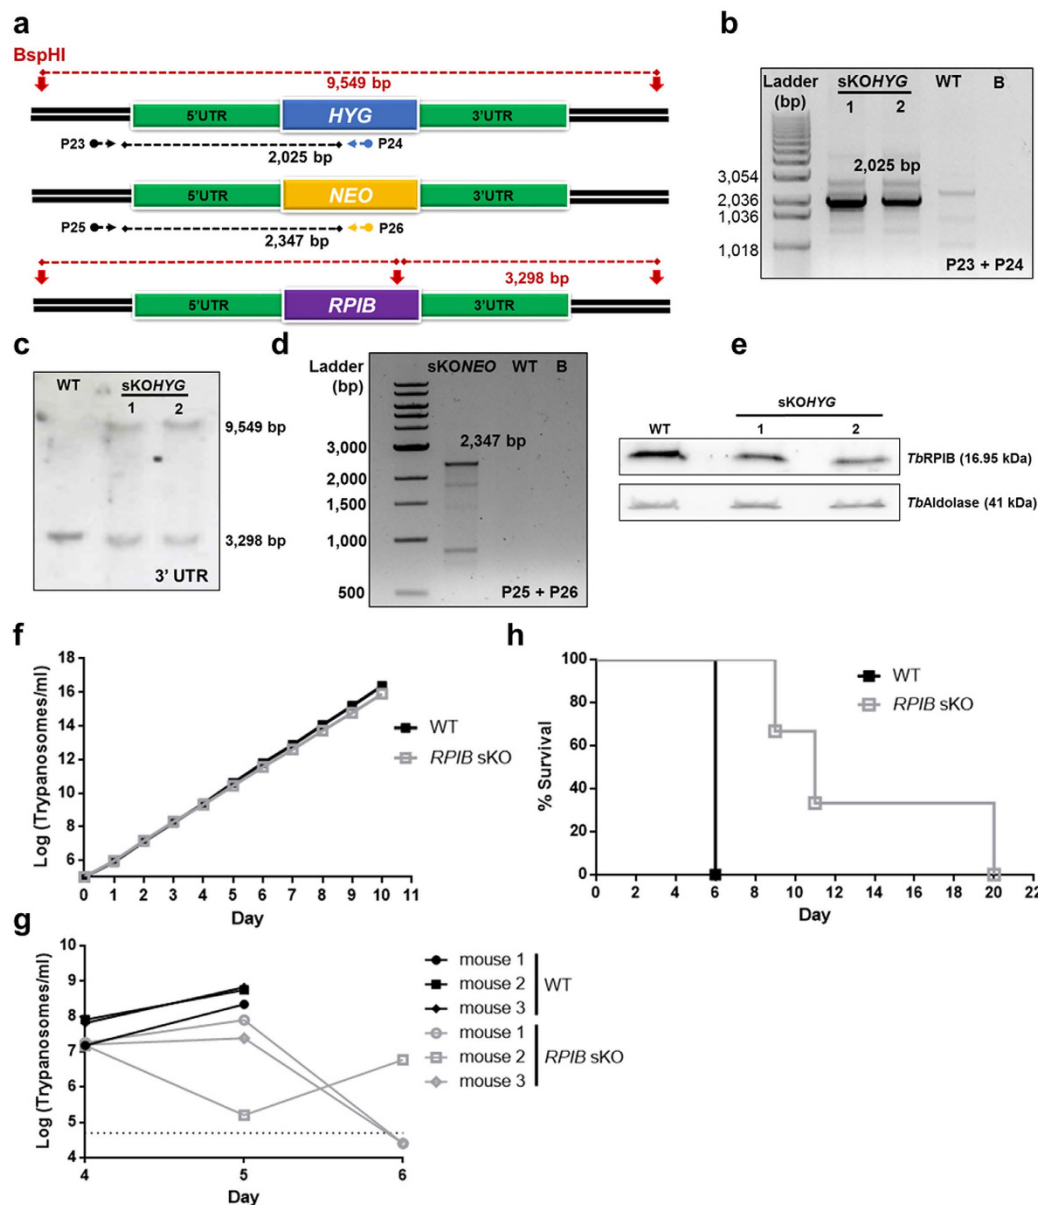 a
BspHI
9,549 bp
5'UTR HYG 3'UTR
P23 P24
2,025 bp
5'UTR NEO 3'UTR
P25 P26
2,347 bp
3,298 bp
5'UTR RPIB 3'UTR
b
Ladder sKOHYG WT B
(bp) 1 2
2,025 bp
3,054
2,036
1,036
1,018
P23 + P24
c
WT sKOHYG
1 2
9,549 bp
3,298 bp
3' UTR
d
Ladder sKONEO WT B
(bp)
3,000 2,347 bp
2,000
1,500
1,000
500
P25 + P26
e
sKOHYG
WT 1 2
TbRPIB (16.95 kDa)
TbAldolase (41 kDa)
f
Log (Trypanosomes/ml)
18
16
14
12
10
8
6
0 1 2 3 4 5 6 7 8 9 10 11
Day
WT
RPIB sKO
h
% Survival
100
80
60
40
20
0
0 2 4 6 8 10 12 14 16 18 20 22
Day
WT
RPIB sKO
g
Log (Trypanosomes/ml)
10
9
8
7
6
5
4
4 5 6
Day
mouse 1
mouse 2 WT
mouse 3
mouse 1
mouse 2 RPIB sKO
mouse 3